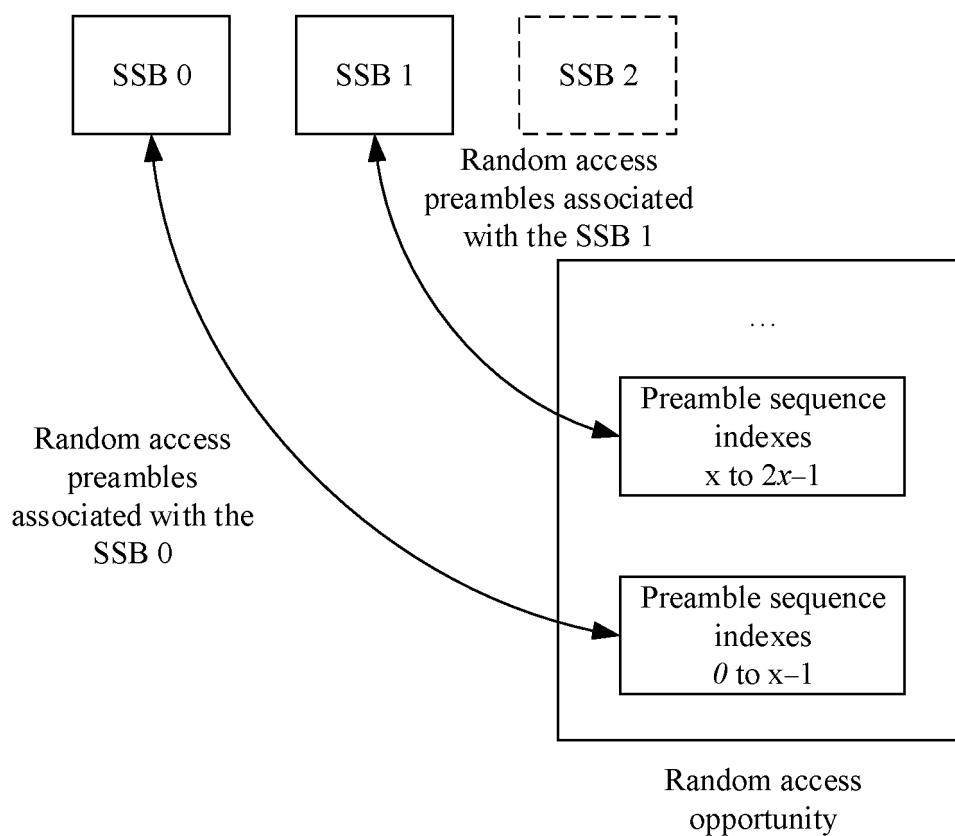 SSB 0
SSB 1
SSB 2
Random access
preambles associated
with the SSB 1
...
Preamble sequence
indexes
x to 2x–1
Random access
preambles
associated with the
SSB 0
Preamble sequence
indexes
0 to x–1
Random access
opportunity